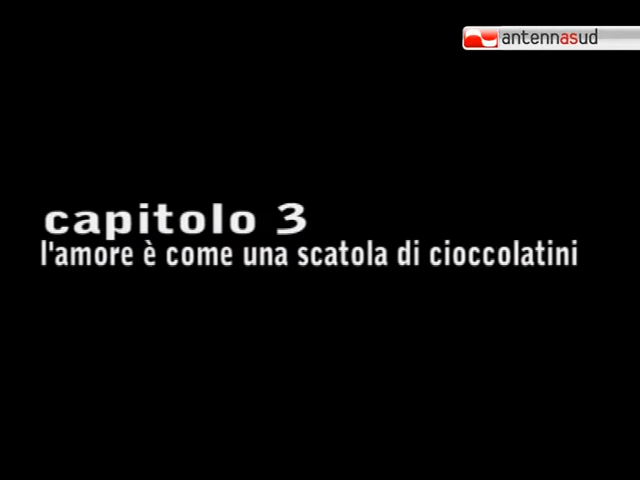 antennasud
capitolo 3
l'amore è come una scatola di cioccolatini